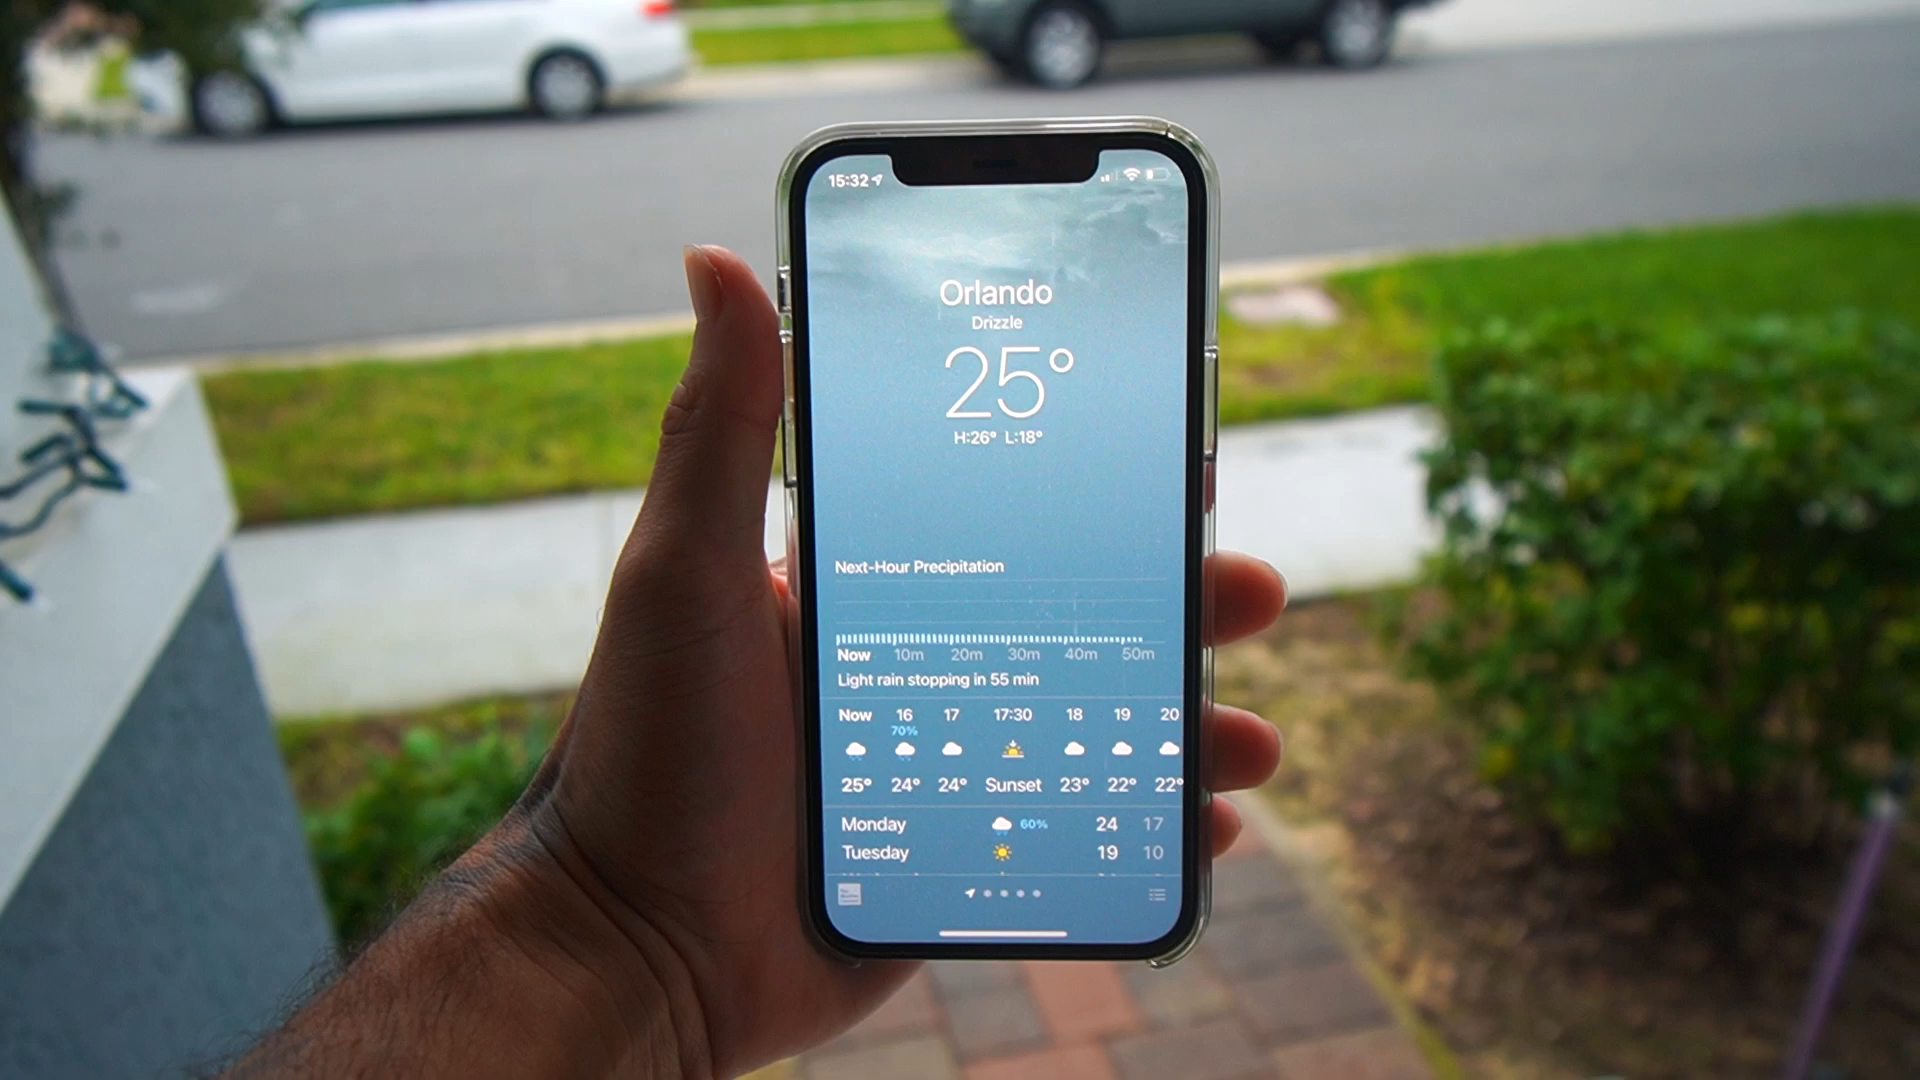 15:32
Orlando
Drizzle
25°
H:26° L:18°
Next-Hour Precipitation
Now 10m 20m 30m 40m 50m
Light rain stopping in 55 min
Now 16 17 17:30 18 19 20
70%
25° 24° 24° Sunset 23° 22° 22°
Monday 60% 24 17
Tuesday 19 10